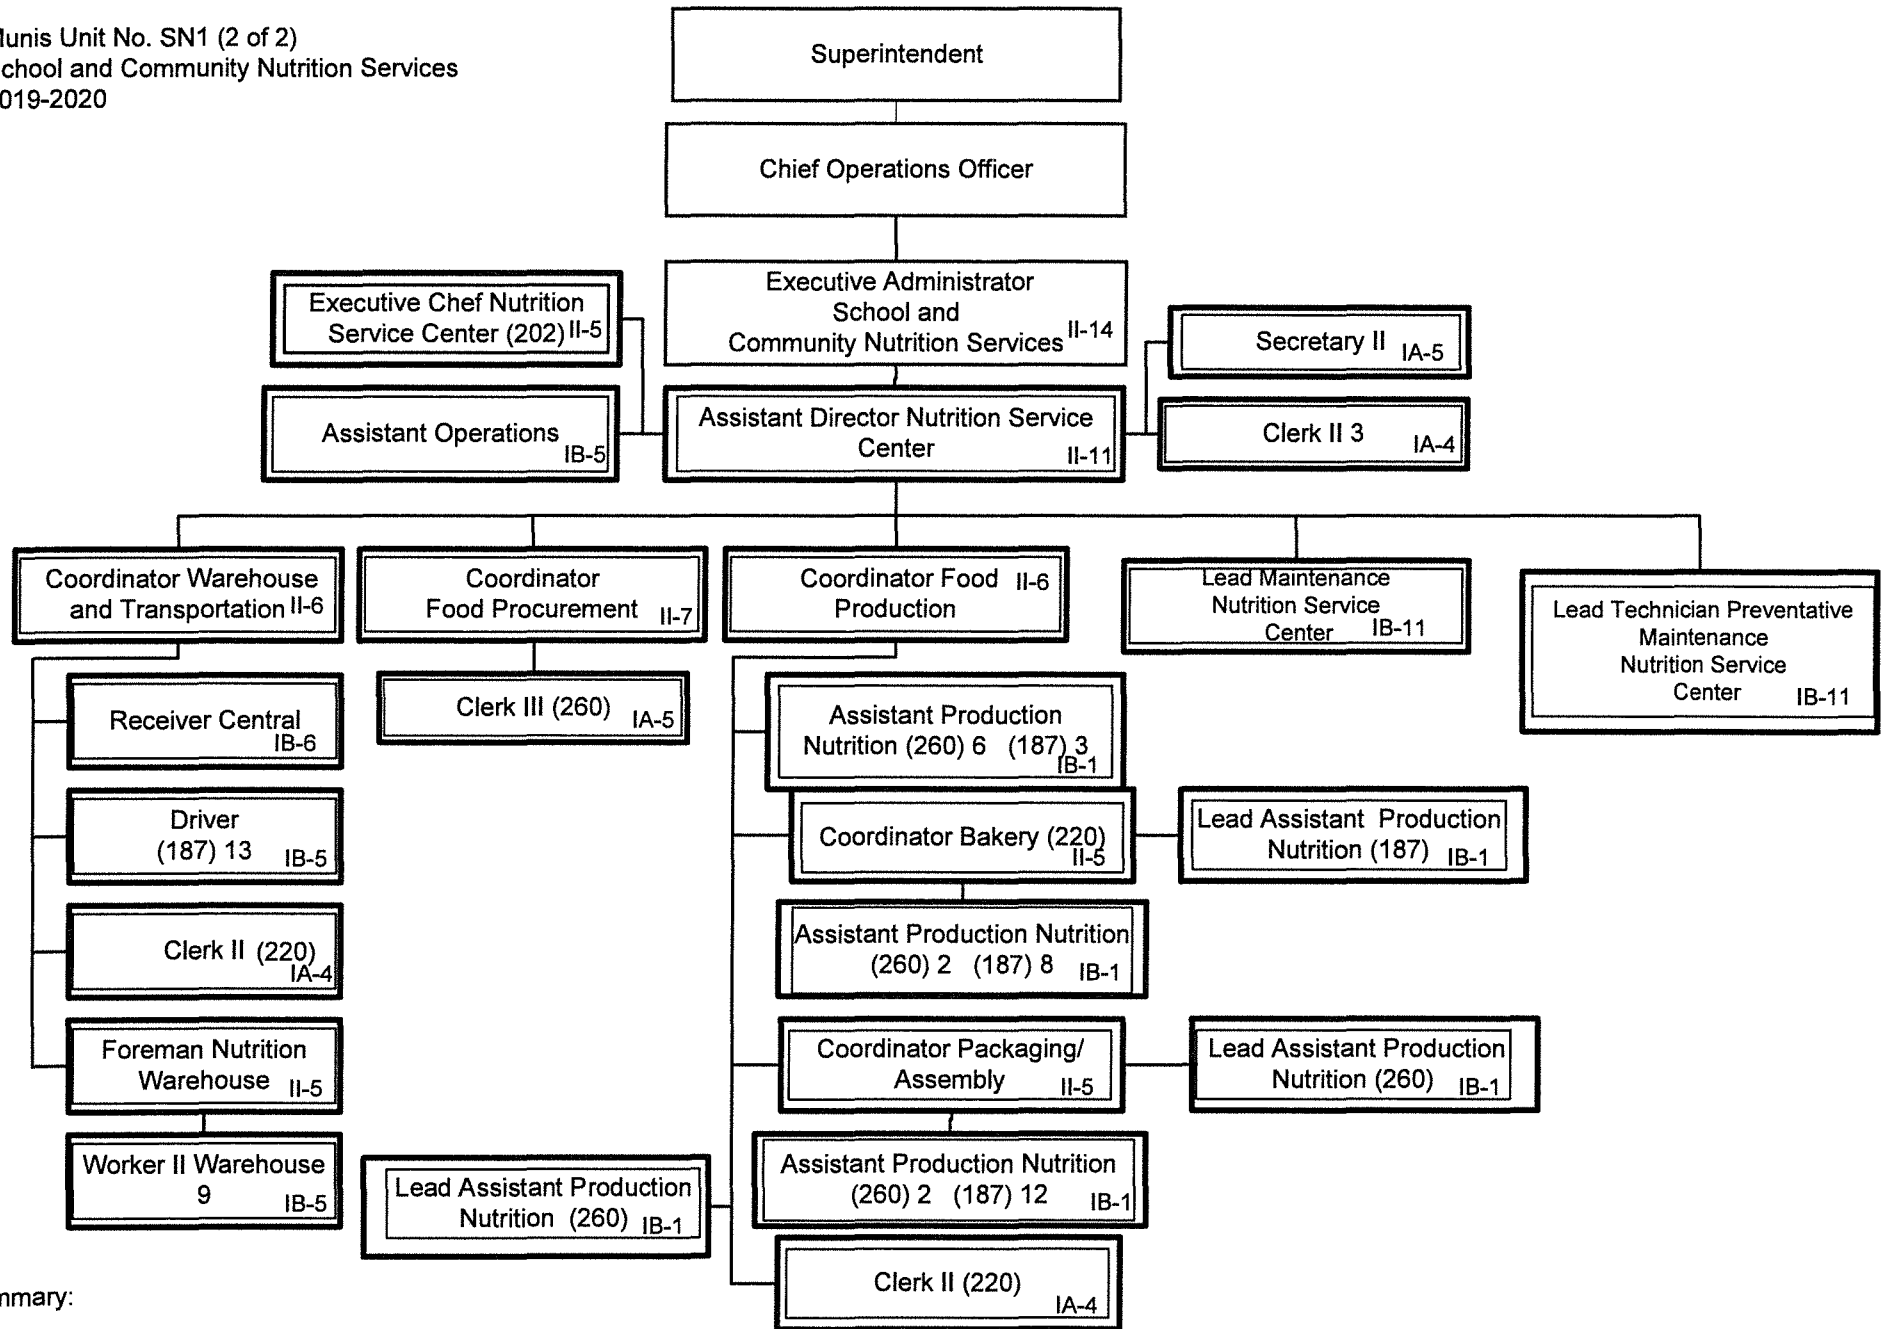 Munis Unit No. SN1 (2 of 2)
School and Community Nutrition Services
2019-2020
Superintendent
Chief Operations Officer
Executive Administrator
School and
Community Nutrition Services II-14
Executive Chef Nutrition
Service Center (202) II-5
Secretary II IA-5
Assistant Operations
IB-5
Assistant Director Nutrition Service
Center II-11
Clerk II 3 IA-4
Coordinator Warehouse
and Transportation II-6
Coordinator
Food Procurement II-7
Coordinator Food II-6
Production
Lead Maintenance
Nutrition Service
Center IB-11
Lead Technician Preventative
Maintenance
Nutrition Service
Center IB-11
Receiver Central
IB-6
Clerk III (260) IA-5
Assistant Production
Nutrition (260) 6 (187) 3
IB-1
Driver
(187) 13 IB-5
Coordinator Bakery (220)
II-5
Lead Assistant Production
Nutrition (187) IB-1
Clerk II (220)
IA-4
Assistant Production Nutrition
(260) 2 (187) 8 IB-1
Foreman Nutrition
Warehouse II-5
Coordinator Packaging/
Assembly II-5
Lead Assistant Production
Nutrition (260) IB-1
Worker II Warehouse
9 IB-5
Lead Assistant Production
Nutrition (260) IB-1
Assistant Production Nutrition
(260) 2 (187) 12 IB-1
Clerk II (220)
IA-4
mmary: